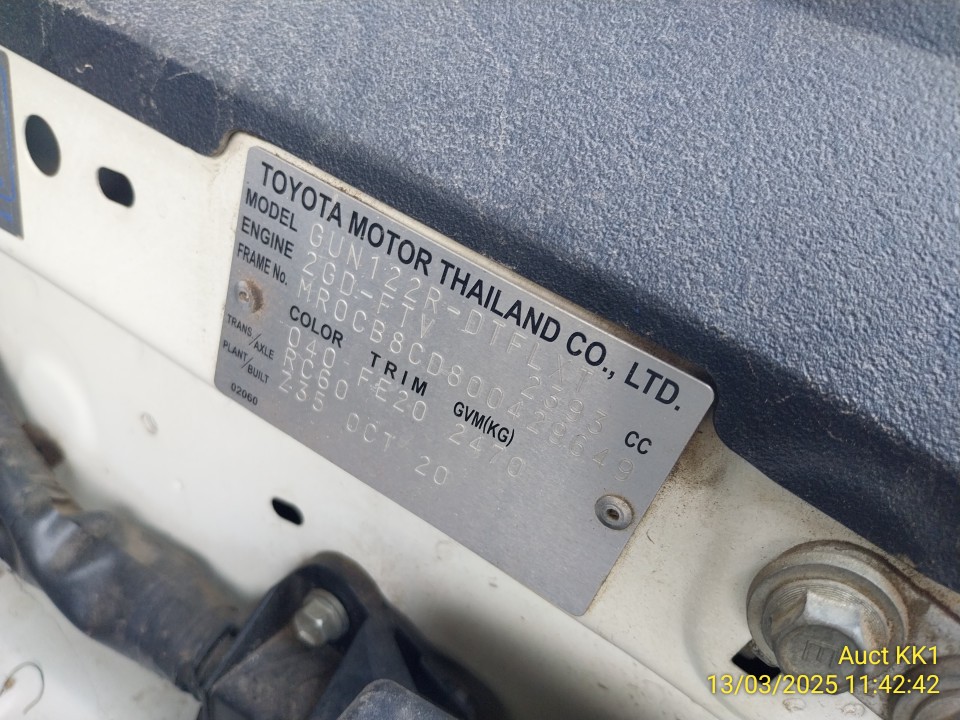 TOYOTA MOTOR THAILAND CO., LTD.
MODEL GUN122R-DTFLXT
ENGINE 2GD-FTV 2393 CC
FRAME No. MR0CB8CD800428649
COLOR TRIM GVM(KG)
040 FE20 2470
TRANS/AXLE RC60
PLANT/BUILT Z35 OCT 20
02060
Auct KK1
13/03/2025 11:42:42